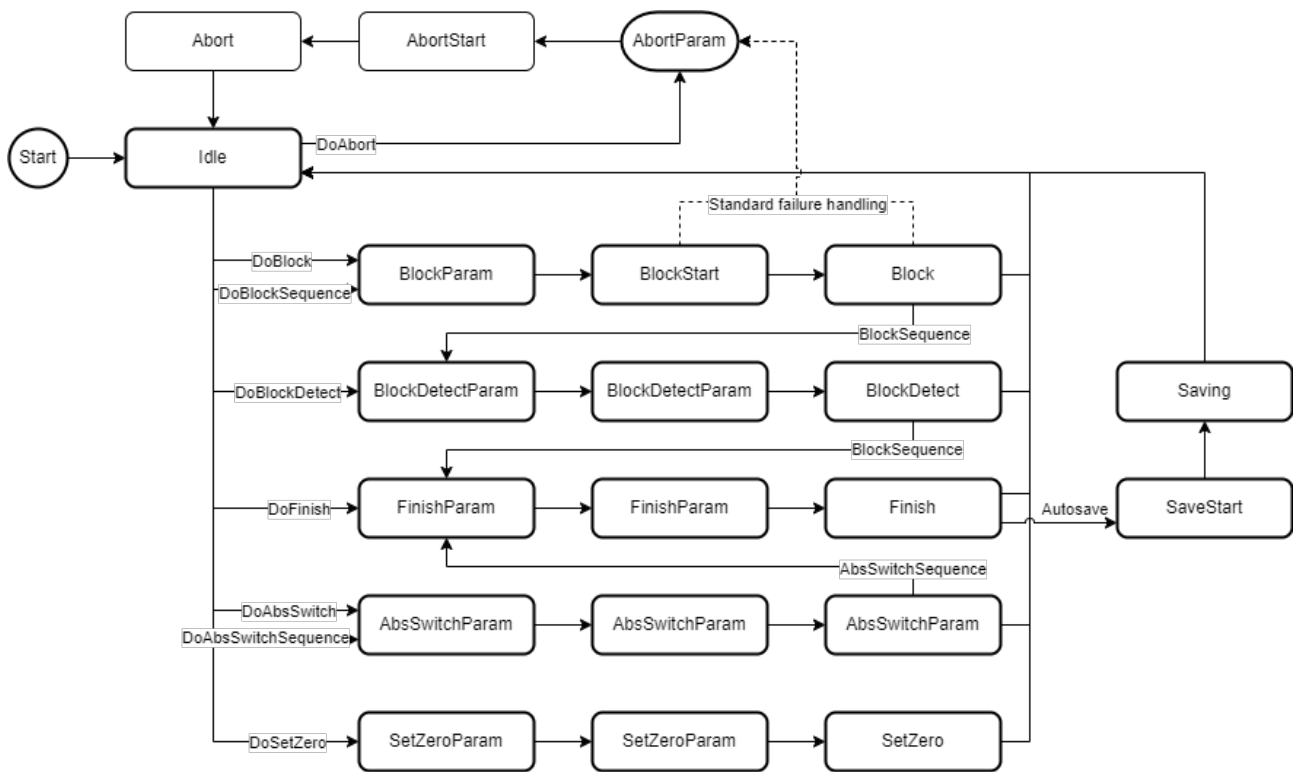 Abort
AbortStart
AbortParam
Start
Idle
DoAbort
Standard failure handling
DoBlock
BlockParam
BlockStart
Block
DoBlockSequence
BlockSequence
DoBlockDetect
BlockDetectParam
BlockDetectParam
BlockDetect
Saving
BlockSequence
DoFinish
FinishParam
FinishParam
Finish
Autosave
SaveStart
AbsSwitchSequence
DoAbsSwitch
AbsSwitchParam
AbsSwitchParam
AbsSwitchParam
DoAbsSwitchSequence
DoSetZero
SetZeroParam
SetZeroParam
SetZero